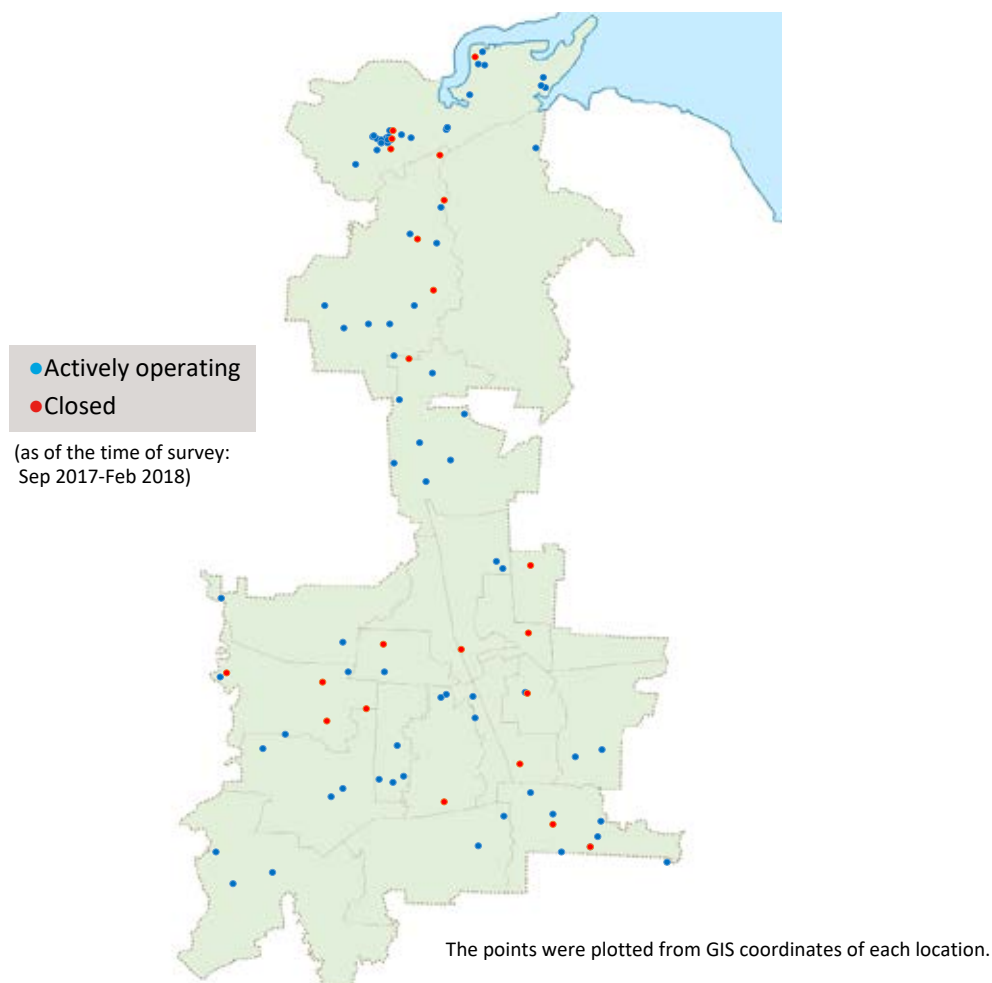 Actively operating
Closed
(as of the time of survey:
Sep 2017-Feb 2018)
The points were plotted from GIS coordinates of each location.